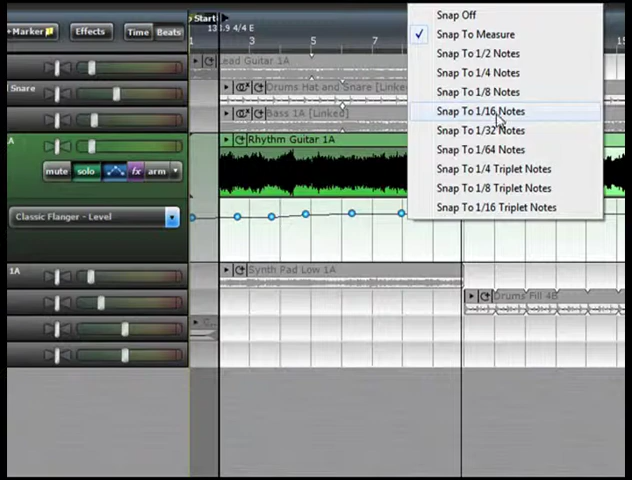 +Marker
Effects
Time
Beats
Start
4/4 E
3
5
7
15
Snap Off
Snap To Measure
Snap To 1/2 Notes
Snap To 1/4 Notes
Snap To 1/8 Notes
Snap To 1/16 Notes
Snap To 1/32 Notes
Snap To 1/64 Notes
Snap To 1/4 Triplet Notes
Snap To 1/8 Triplet Notes
Snap To 1/16 Triplet Notes
Lead Guitar 1A
d Snare
Drums Hat and Snare [Linke
Bass 1A [Linked]
A
Rhythm Guitar 1A
mute
solo
fx
arm
Classic Flanger - Level
1A
Synth Pad Low 1A
Drums Fill 4B